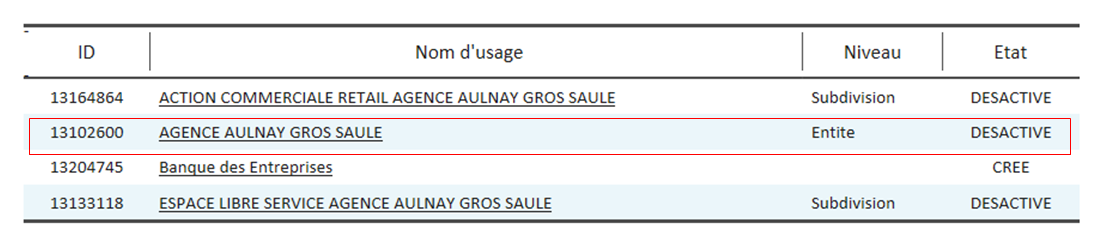 ID Nom d'usage Niveau Etat
13164864 ACTION COMMERCIALE RETAIL AGENCE AULNAY GROS SAULE Subdivision DESACTIVE
13102600 AGENCE AULNAY GROS SAULE Entite DESACTIVE
13204745 Banque des Entreprises CREE
13133118 ESPACE LIBRE SERVICE AGENCE AULNAY GROS SAULE Subdivision DESACTIVE